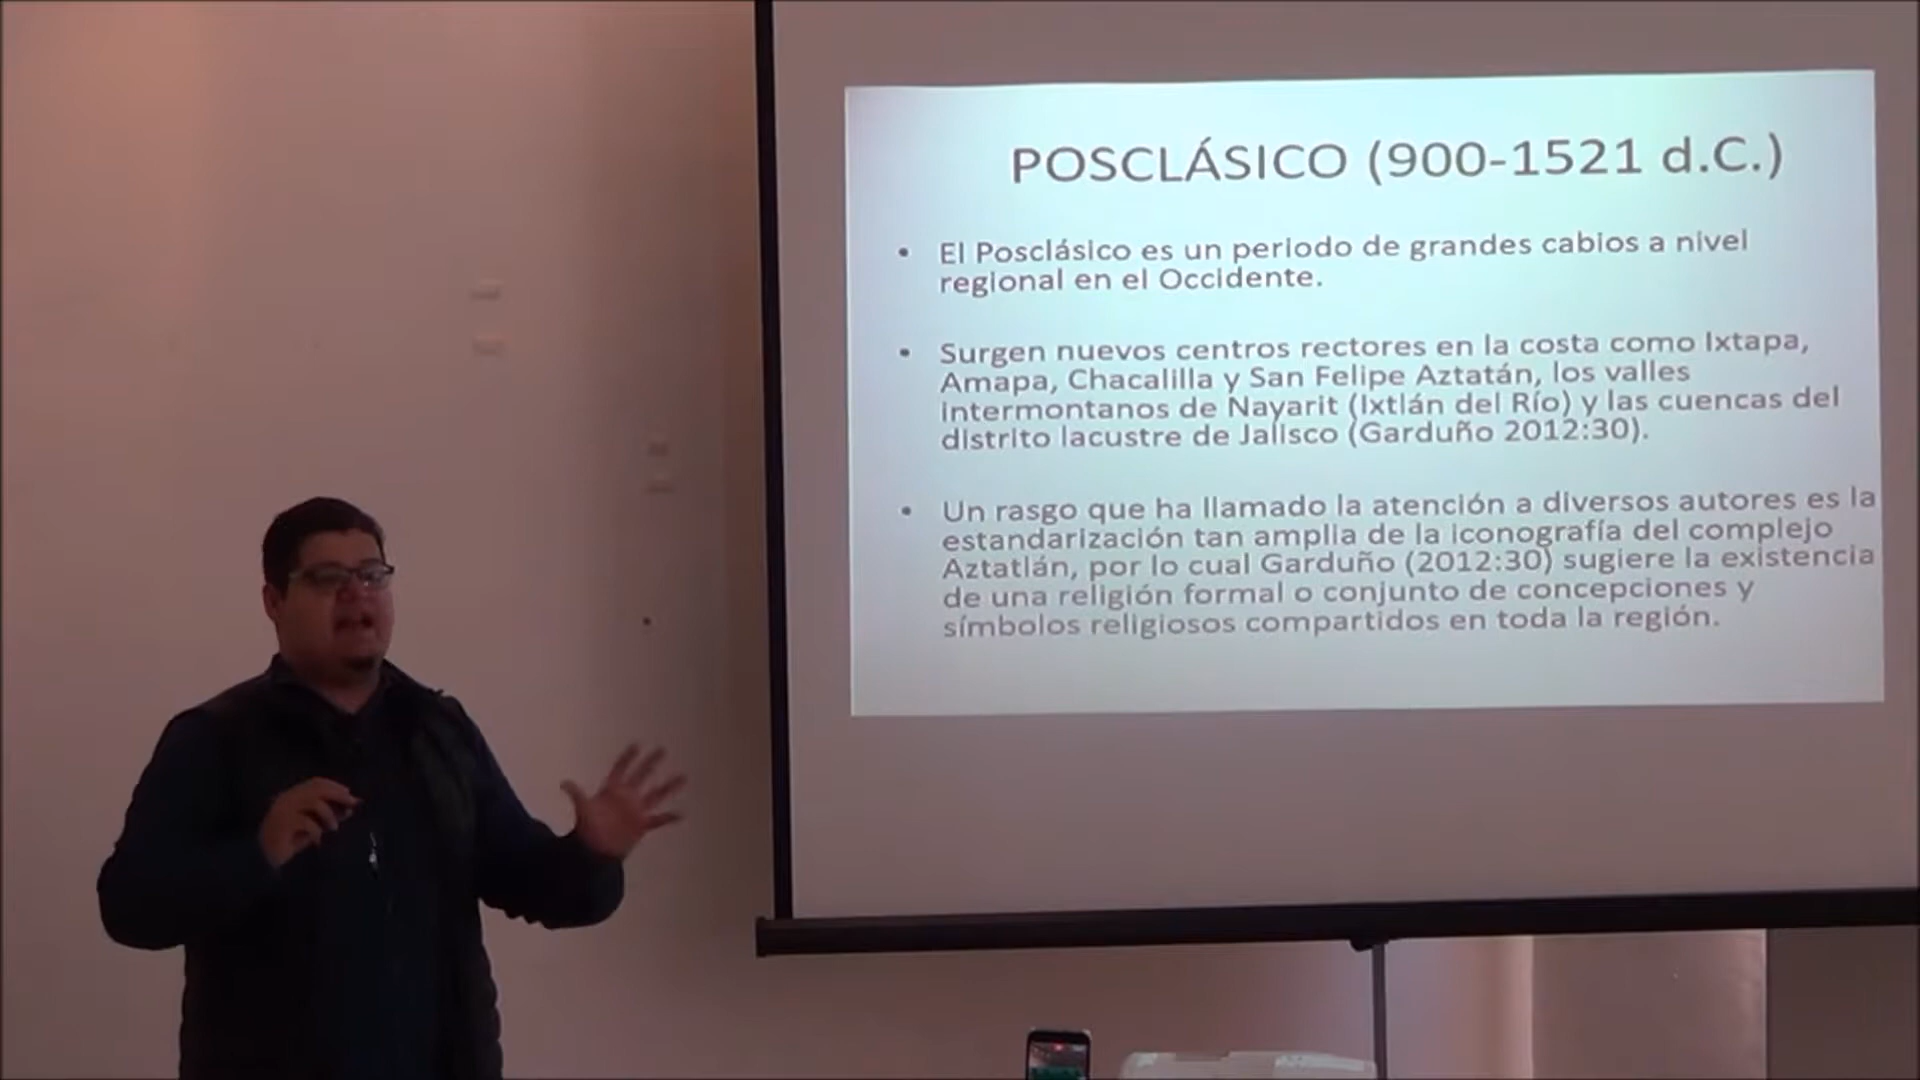 POSCLÁSICO (900-1521 d.C.)
• El Posclásico es un periodo de grandes cabios a nivel
regional en el Occidente.
• Surgen nuevos centros rectores en la costa como Ixtapa,
Amapa, Chacalilla y San Felipe Aztatán, los valles
intermontanos de Nayarit (Ixtlán del Río) y las cuencas del
distrito lacustre de Jalisco (Garduño 2012:30).
• Un rasgo que ha llamado la atención a diversos autores es la
estandarización tan amplia de la iconografía del complejo
Aztatlán, por lo cual Garduño (2012:30) sugiere la existencia
de una religión formal o conjunto de concepciones y
símbolos religiosos compartidos en toda la región.